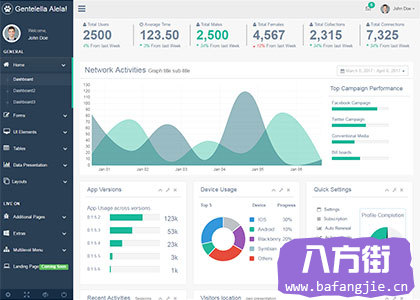 Gentelella Alela!
Welcome,
John Doe
GENERAL
Home
Dashboard
Dashboard2
Dashboard3
Forms
UI Elements
Tables
Data Presentation
Layouts
LIVE ON
Additional Pages
Extras
Multilevel Menu
Landing Page Coming Soon
John Doe
Total Users
2500
4% From last Week
Average Time
123.50
3% From last Week
Total Males
2,500
34% From last Week
Total Females
4,567
12% From last Week
Total Collections
2,315
34% From last Week
Total Connections
7,325
34% From last Week
Network Activities Graph title sub title
March 9, 2017 - April 6, 2017
140
120
100
80
60
40
20
0
Jan 01
Jan 02
Jan 03
Jan 04
Jan 05
Jan 06
Top Campaign Performance
Facebook Campaign
Twitter Campaign
Conventional Media
Bill boards
App Versions
App Usage across versions
0.1.5.2
123k
0.1.5.3
53k
0.1.5.4
23k
0.1.5.5
3k
0.1.5.6
1k
Device Usage
Top 5
Device
Progress
IOS
30%
Android
10%
Blackberry
20%
Symbian
Others
Quick Settings
Settings
Subscription
Auto Renewal
Achievements
Profile Completion
Recent Activities Sessions
Visitors location geo-presentation
八方街
www.bafangjie.cn